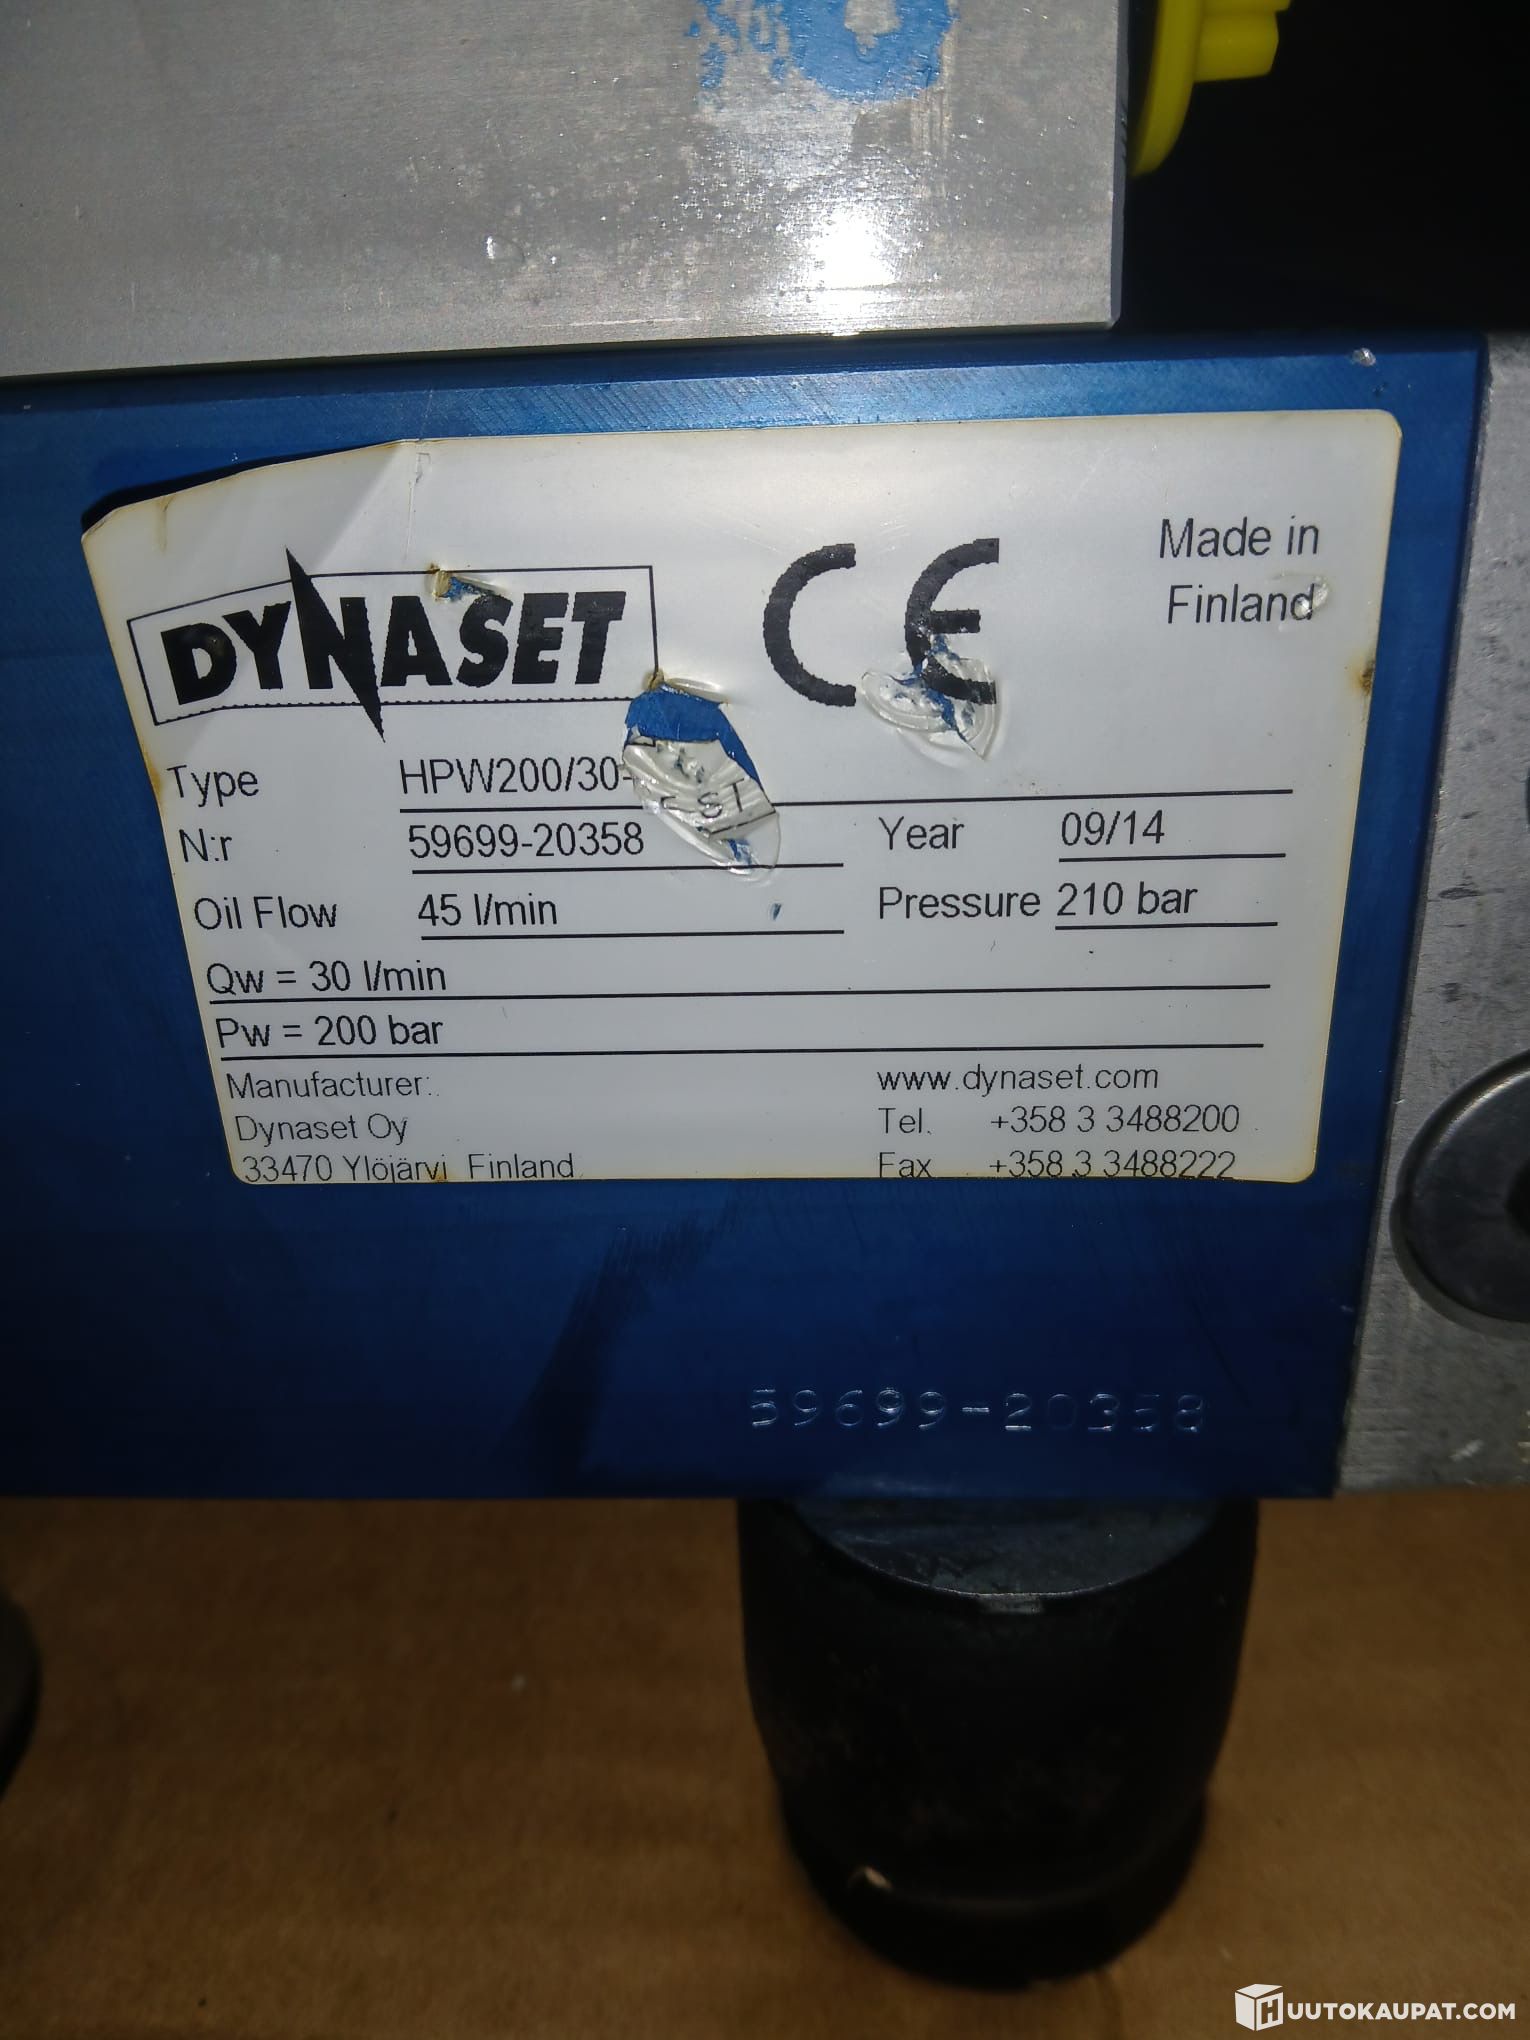 Made in
Finland
DYNASET CE
Type HPW200/30- ST
N:r 59699-20358 Year 09/14
Oil Flow 45 l/min Pressure 210 bar
Qw = 30 l/min
Pw = 200 bar
Manufacturer: www.dynaset.com
Dynaset Oy Tel. +358 3 3488200
33470 Ylöjärvi Finland Fax +358 3 3488222
59699-20358
HUUTOKAUPAT.COM